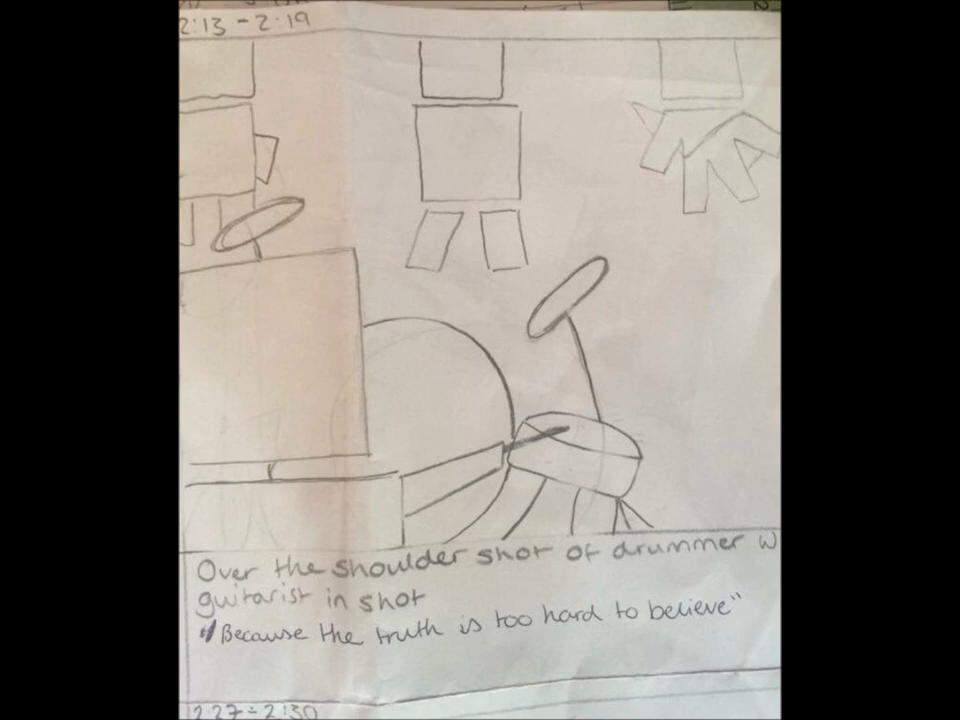 2:13 - 2:19
Over the shoulder shot of drummer w
guitarist in shot
"Because the truth is too hard to believe"
2:27 - 2:30